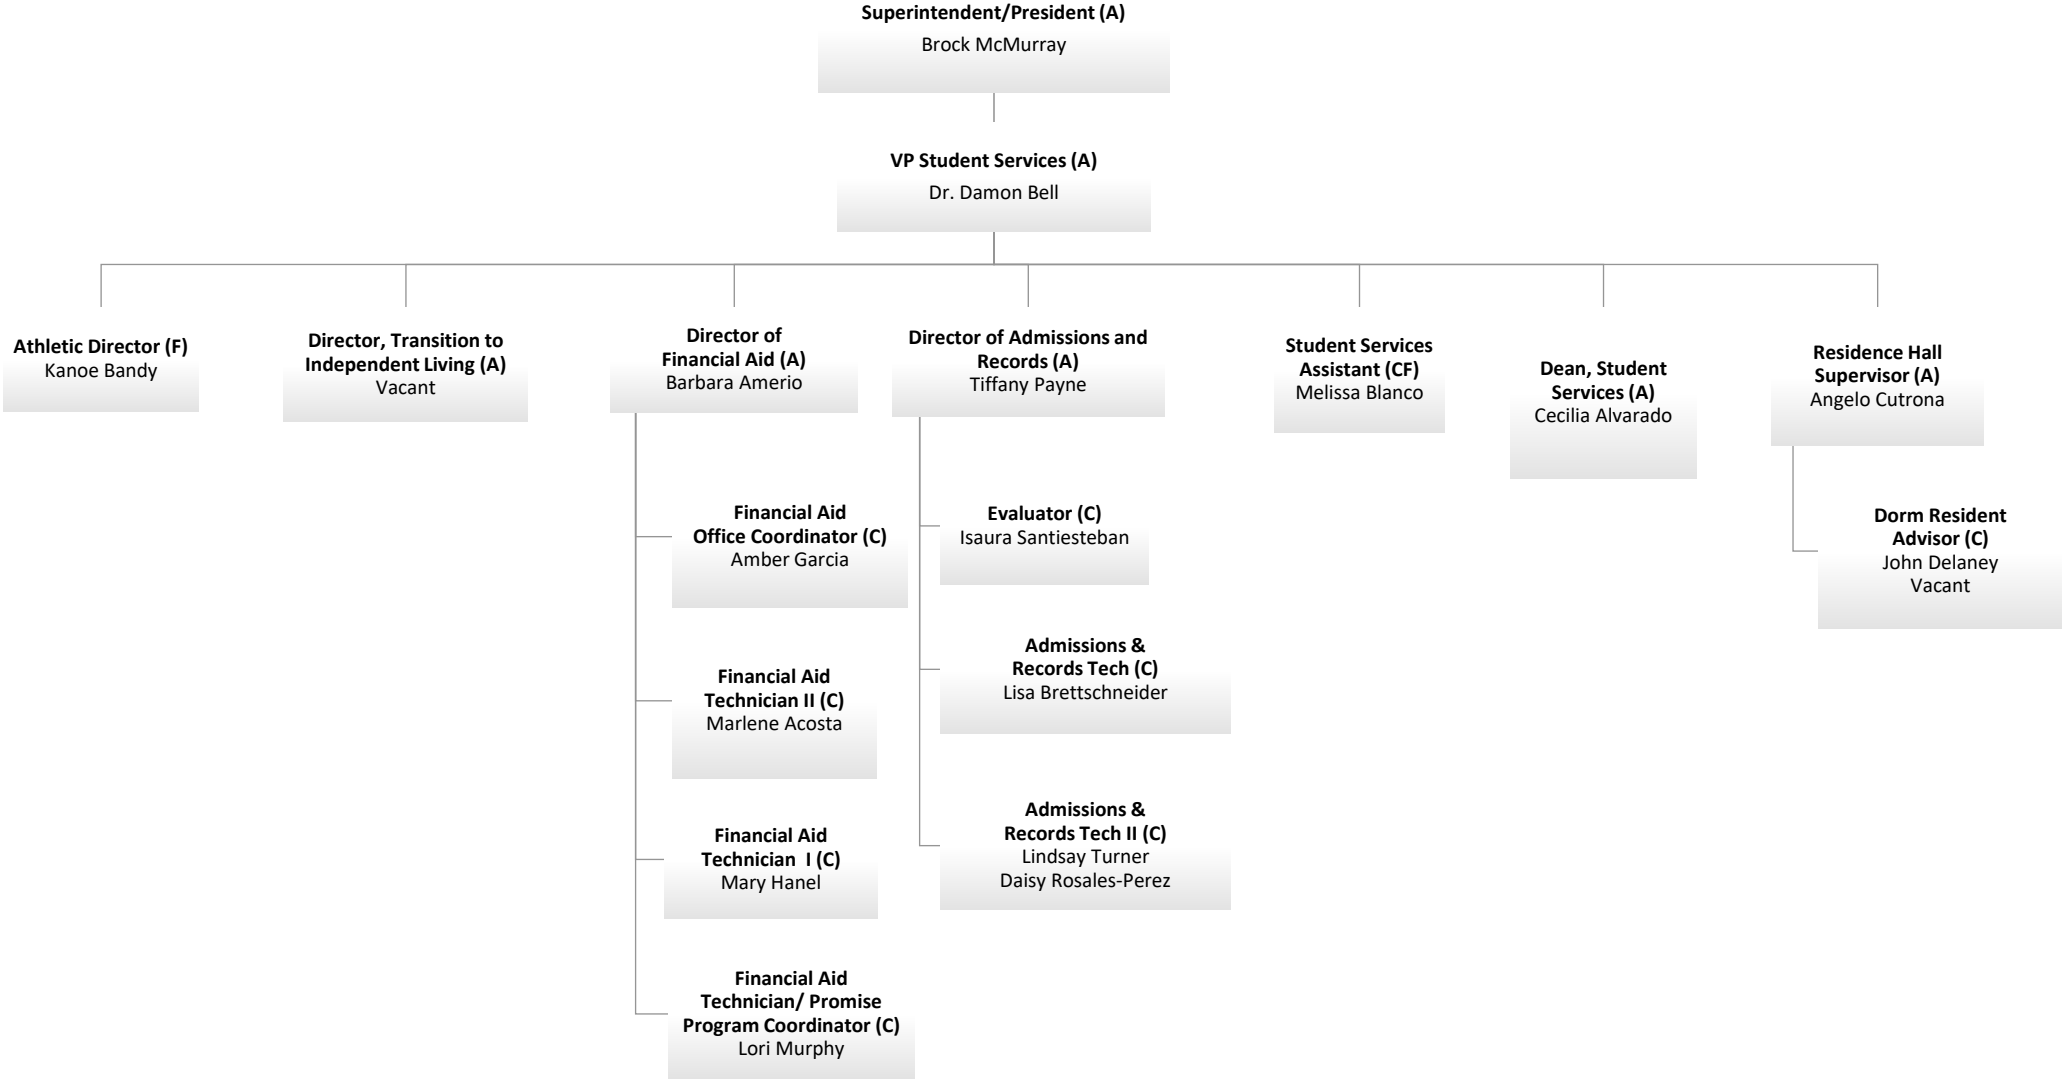 Superintendent/President (A)
Brock McMurray
VP Student Services (A)
Dr. Damon Bell
Athletic Director (F)
Kanoe Bandy
Director, Transition to
Independent Living (A)
Vacant
Director of
Financial Aid (A)
Barbara Amerio
Director of Admissions and
Records (A)
Tiffany Payne
Student Services
Assistant (CF)
Melissa Blanco
Dean, Student
Services (A)
Cecilia Alvarado
Residence Hall
Supervisor (A)
Angelo Cutrona
Financial Aid
Office Coordinator (C)
Amber Garcia
Financial Aid
Technician II (C)
Marlene Acosta
Financial Aid
Technician  I (C)
Mary Hanel
Financial Aid
Technician/ Promise
Program Coordinator (C)
Lori Murphy
Evaluator (C)
Isaura Santiesteban
Admissions &
Records Tech (C)
Lisa Brettschneider
Admissions &
Records Tech II (C)
Lindsay Turner
Daisy Rosales-Perez
Dorm Resident
Advisor (C)
John Delaney
Vacant